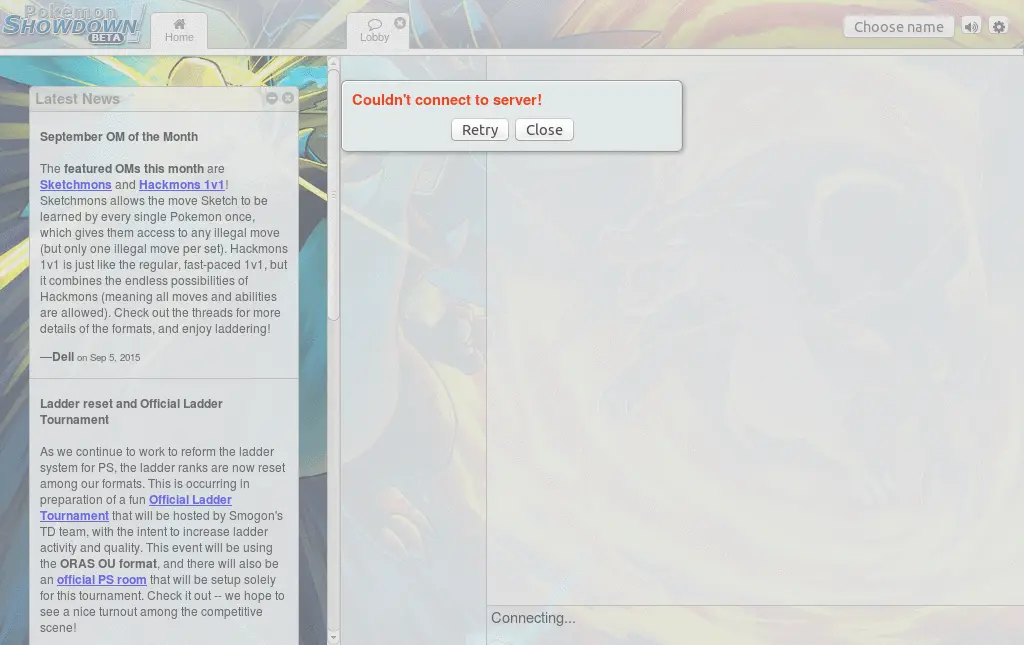 Pokémon
SHOWDOWN!
BETA
Home
Lobby
Choose name
Latest News
September OM of the Month
The featured OMs this month are
Sketchmons and Hackmons 1v1!
Sketchmons allows the move Sketch to be
learned by every single Pokemon once,
which gives them access to any illegal move
(but only one illegal move per set). Hackmons
1v1 is just like the regular, fast-paced 1v1, but
it combines the endless possibilities of
Hackmons (meaning all moves and abilities
are allowed). Check out the threads for more
details of the formats, and enjoy laddering!
—Dell on Sep 5, 2015
Ladder reset and Official Ladder
Tournament
As we continue to work to reform the ladder
system for PS, the ladder ranks are now reset
among our formats. This is occurring in
preparation of a fun Official Ladder
Tournament that will be hosted by Smogon's
TD team, with the intent to increase ladder
activity and quality. This event will be using
the ORAS OU format, and there will also be
an official PS room that will be setup solely
for this tournament. Check it out -- we hope to
see a nice turnout among the competitive
scene!
Couldn't connect to server!
Retry Close
Connecting...